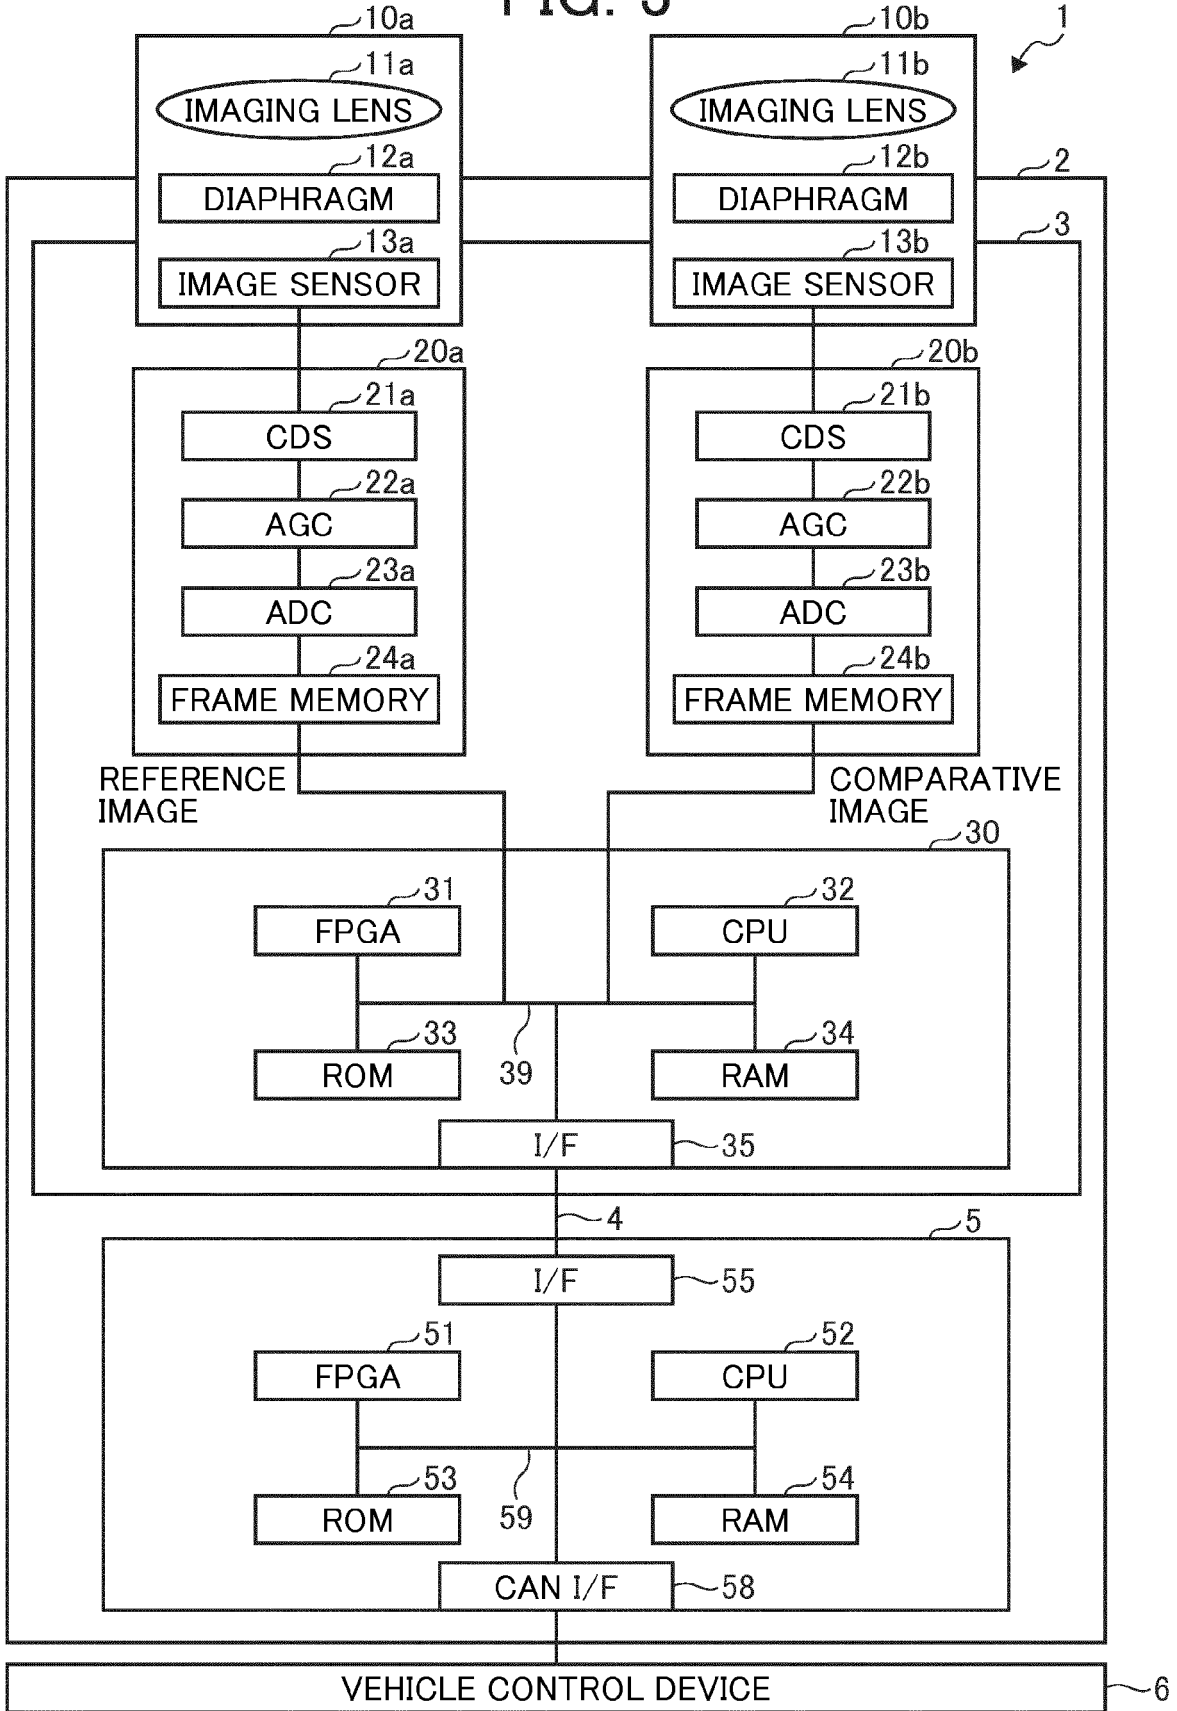 10a
10b
1
11a
11b
IMAGING LENS
IMAGING LENS
12a
12b
2
DIAPHRAGM
DIAPHRAGM
13a
13b
3
IMAGE SENSOR
IMAGE SENSOR
20a
20b
21a
21b
CDS
CDS
22a
22b
AGC
AGC
23a
23b
ADC
ADC
24a
24b
FRAME MEMORY
FRAME MEMORY
REFERENCE
IMAGE
COMPARATIVE
IMAGE
30
31
32
FPGA
CPU
33
34
39
ROM
RAM
I/F
35
4
5
I/F
55
51
52
FPGA
CPU
53
54
59
ROM
RAM
CAN I/F
58
VEHICLE CONTROL DEVICE
6